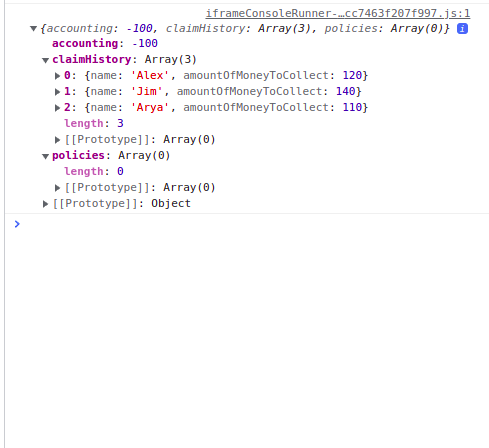 iframeConsoleRunner-…cc7463f207f997.js:1
{accounting: -100, claimHistory: Array(3), policies: Array(0)} i
accounting: -100
claimHistory: Array(3)
0: {name: 'Alex', amountOfMoneyToCollect: 120}
1: {name: 'Jim', amountOfMoneyToCollect: 140}
2: {name: 'Arya', amountOfMoneyToCollect: 110}
length: 3
[[Prototype]]: Array(0)
policies: Array(0)
length: 0
[[Prototype]]: Array(0)
[[Prototype]]: Object